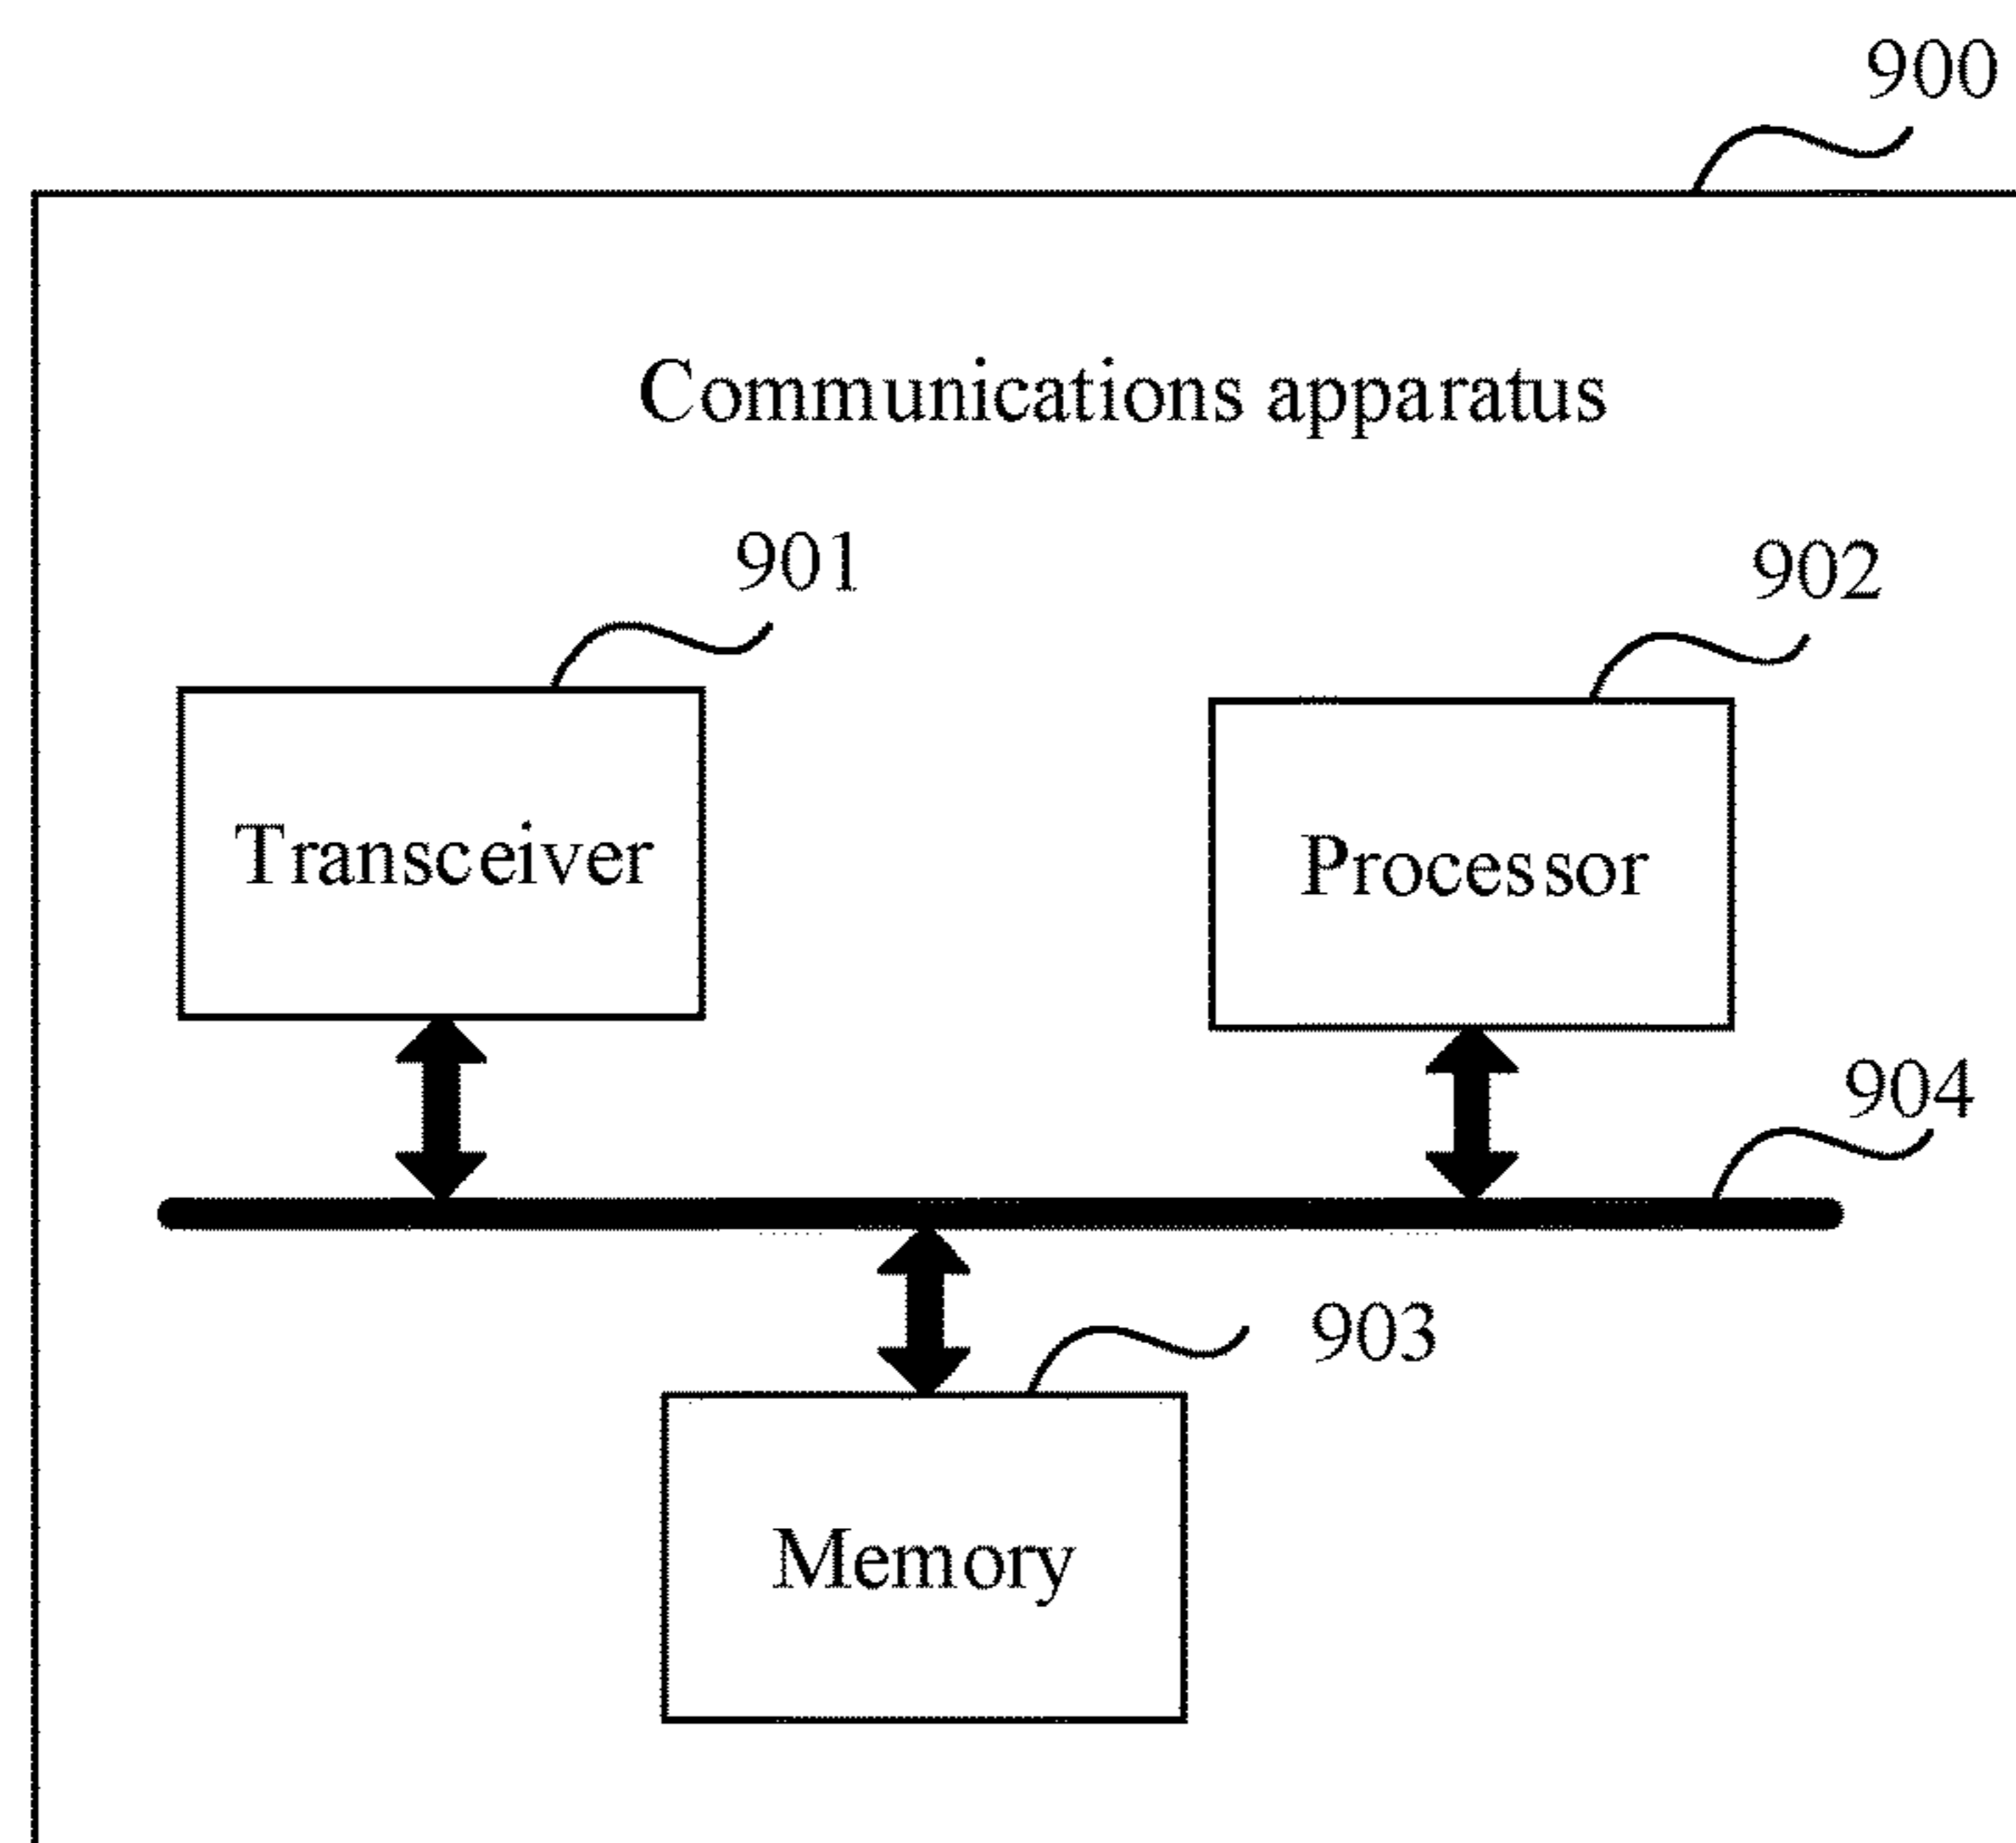 900
Communications apparatus
901
902
Transceiver
Processor
904
903
Memory